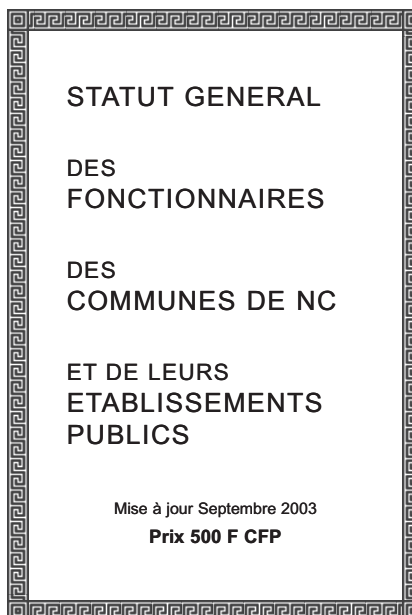 STATUT GENERAL
DES
FONCTIONNAIRES
DES
COMMUNES DE NC
ET DE LEURS
ETABLISSEMENTS
PUBLICS
Mise à jour Septembre 2003
Prix 500 F CFP